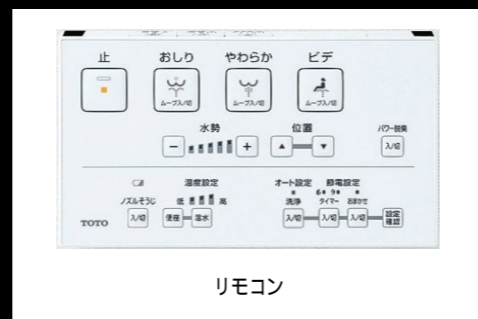 止 おしり やわらか ビデ
ムーブ入/切 ムーブ入/切 ムーブ入/切
水勢 位置 パワー脱臭
− + ▲ ▼ 入/切
温度設定 オート設定 節電設定
6 9
ノズルそうじ 低 高 洗浄 タイマー おまかせ
TOTO 入/切 便座 温水 入/切 入/切 入/切 設定確認
リモコン